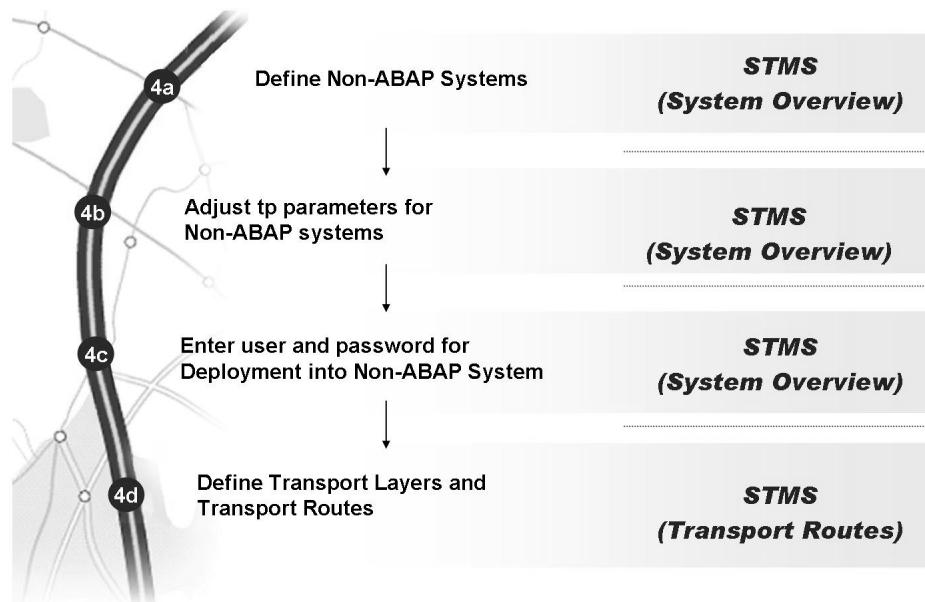 4a
Define Non-ABAP Systems
STMS
(System Overview)
4b
Adjust tp parameters for
Non-ABAP systems
STMS
(System Overview)
4c
Enter user and password for
Deployment into Non-ABAP System
STMS
(System Overview)
4d
Define Transport Layers and
Transport Routes
STMS
(Transport Routes)